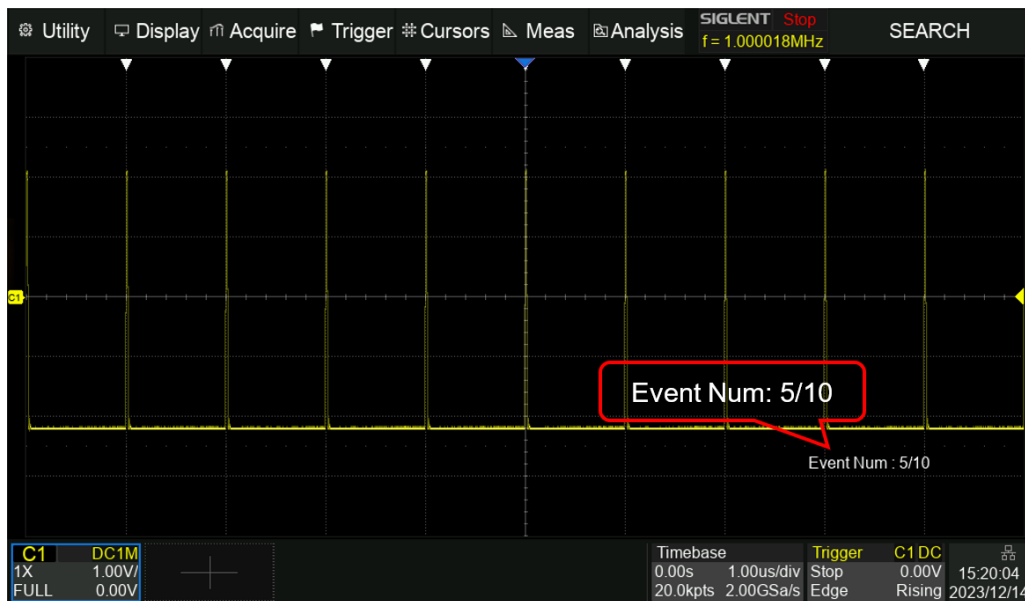 Utility Display Acquire Trigger Cursors Meas Analysis SIGLENT Stop SEARCH
f = 1.000018MHz
C1
Event Num: 5/10
Event Num : 5/10
C1 DC1M Timebase Trigger C1 DC
1X 1.00V/ 0.00s 1.00us/div Stop 0.00V 15:20:04
FULL 0.00V 20.0kpts 2.00GSa/s Edge Rising 2023/12/14